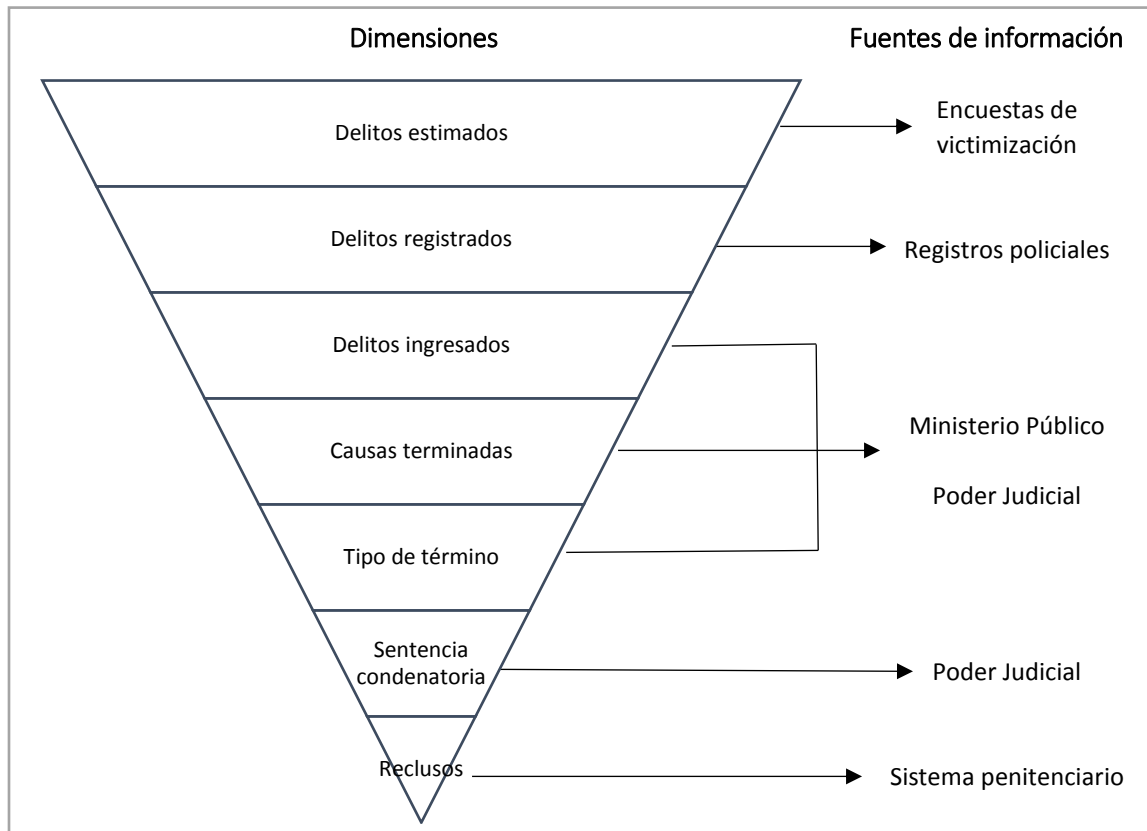 Dimensiones
Fuentes de información
Delitos estimados
Encuestas de
victimización
Delitos registrados
Registros policiales
Delitos ingresados
Causas terminadas
Ministerio Público
Poder Judicial
Tipo de término
Sentencia
condenatoria
Poder Judicial
Reclusos
Sistema penitenciario